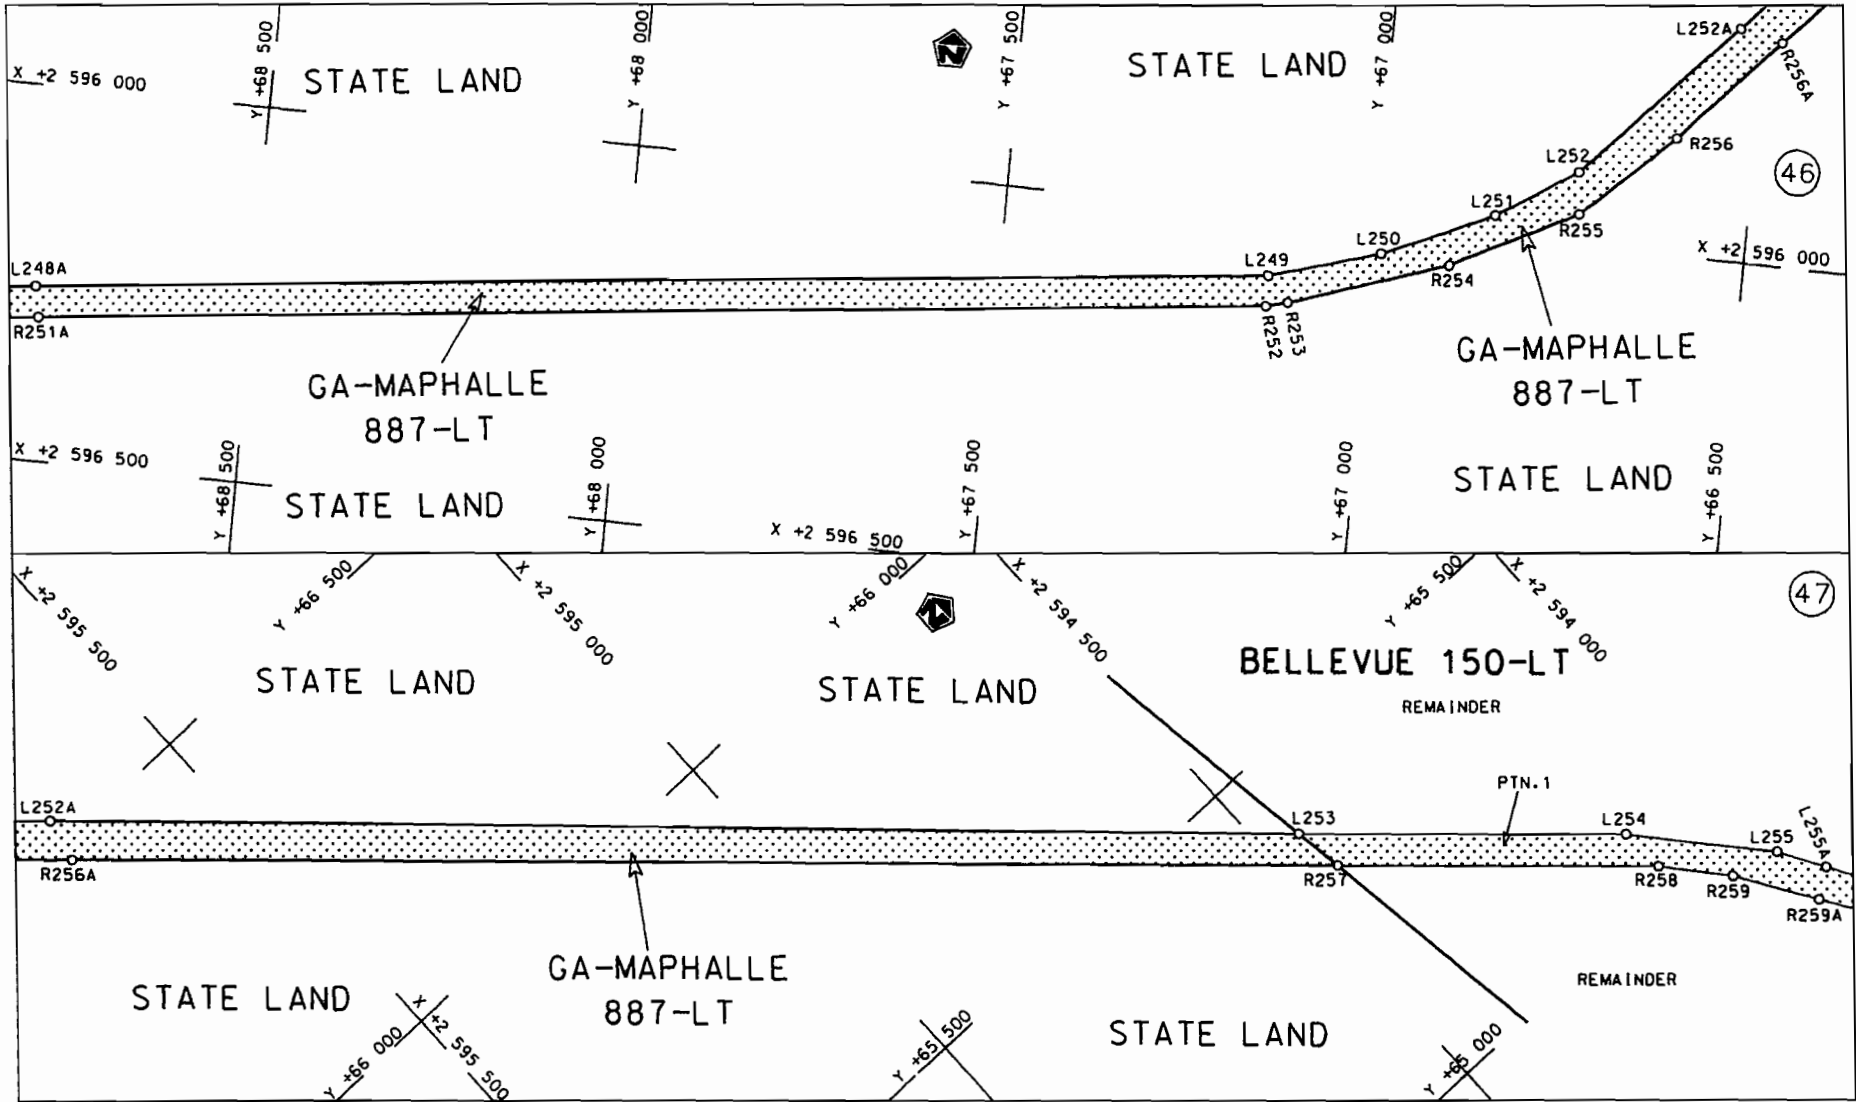 Y +68 500
Y +68 000
Y +67 500
Y +67 000
X +2 596 000
STATE LAND
N
STATE LAND
L252A
R256A
R256
46
L252
L251
R255
L250
X +2 596 000
L248A
L249
R254
R251A
R252
R253
GA-MAPHALLE
887-LT
GA-MAPHALLE
887-LT
X +2 596 500
Y +68 500
Y +68 000
Y +67 500
Y +67 000
Y +66 500
STATE LAND
STATE LAND
X +2 596 500
X +2 595 500
Y +66 500
X +2 595 000
Y +66 000
N
X +2 594 500
Y +65 500
X +2 594 000
47
STATE LAND
STATE LAND
BELLEVUE 150-LT
REMAINDER
PTN.1
L252A
L253
L254
L255
L255A
R256A
R257
R258
R259
R259A
GA-MAPHALLE
887-LT
STATE LAND
REMAINDER
STATE LAND
Y +66 000
X +2 595 500
Y +65 500
Y +65 000